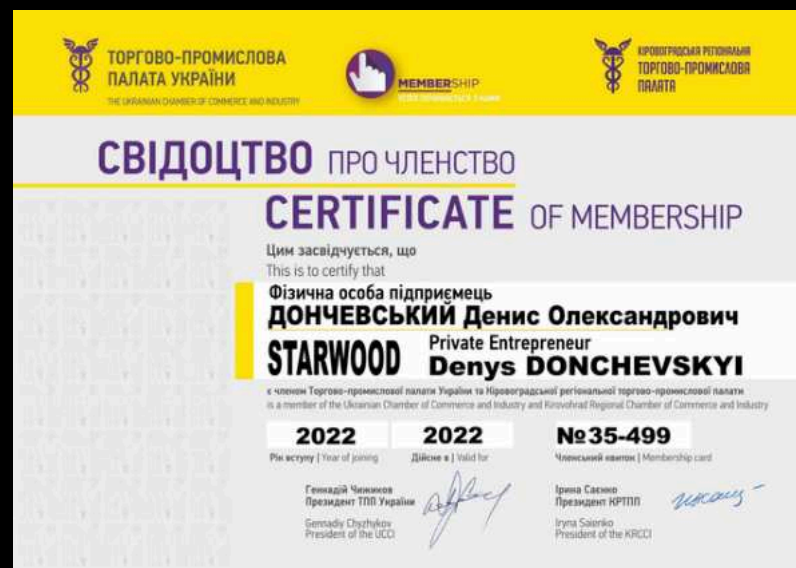 ТОРГОВО-ПРОМИСЛОВА
ПАЛАТА УКРАЇНИ
THE UKRAINIAN CHAMBER OF COMMERCE AND INDUSTRY
MEMBERSHIP
КІРОВОГРАДСЬКА РЕГІОНАЛЬНА
ТОРГОВО-ПРОМИСЛОВА
ПАЛАТА
СВІДОЦТВО ПРО ЧЛЕНСТВО
CERTIFICATE OF MEMBERSHIP
Цим засвідчується, що
This is to certify that
Фізична особа підприємець
ДОНЧЕВСЬКИЙ Денис Олександрович
STARWOOD Private Entrepreneur
Denys DONCHEVSKYI
є членом Торгово-промислової палати України та Кіровоградської регіональної торгово-промислової палати
is a member of the Ukrainian Chamber of Commerce and Industry and Kirovohrad Regional Chamber of Commerce and Industry
2022 2022 №35-499
Рік вступу | Year of joining Дійсне в | Valid for Членський квиток | Membership card
Геннадій Чижиков
Президент ТПП України
Gennadiy Chyzhykov
President of the UCCI
Ірина Саєнко
Президент КРТПП
Iryna Saienko
President of the KRCCI